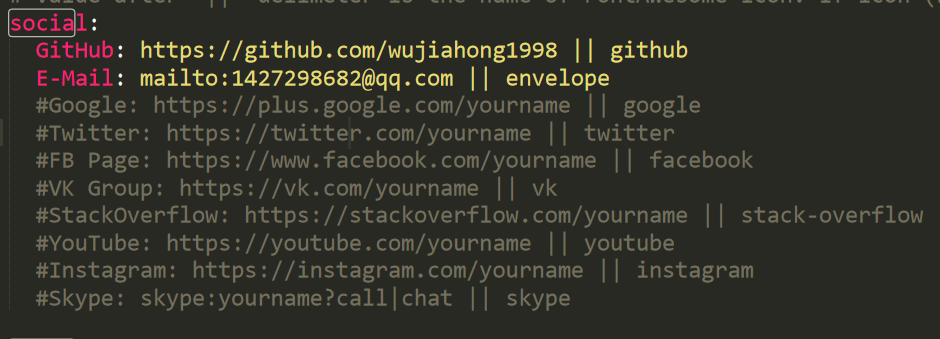 # value after `||` delimeter is the name of FontAwesome icon. If icon (
social:
GitHub: https://github.com/wujiahong1998 || github
E-Mail: mailto:1427298682@qq.com || envelope
#Google: https://plus.google.com/yourname || google
#Twitter: https://twitter.com/yourname || twitter
#FB Page: https://www.facebook.com/yourname || facebook
#VK Group: https://vk.com/yourname || vk
#StackOverflow: https://stackoverflow.com/yourname || stack-overflow
#YouTube: https://youtube.com/yourname || youtube
#Instagram: https://instagram.com/yourname || instagram
#Skype: skype:yourname?call|chat || skype